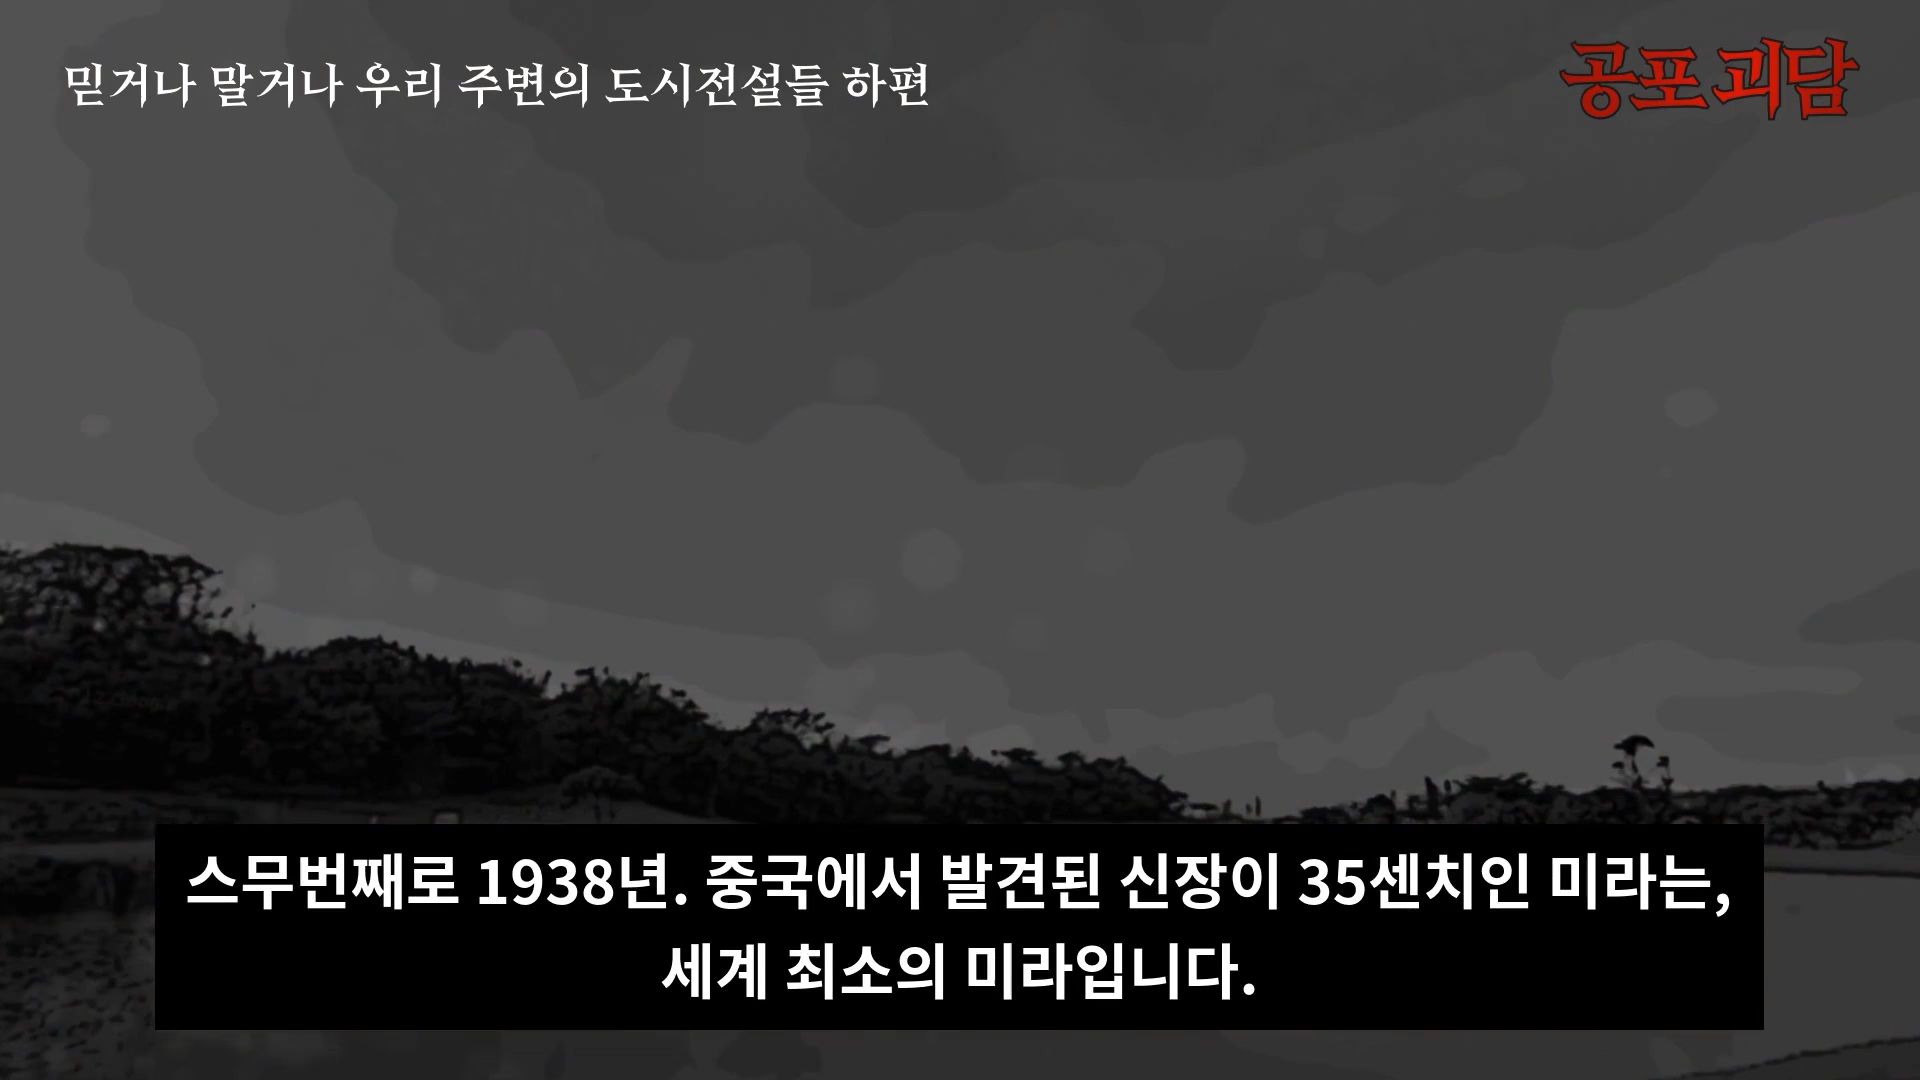 믿거나 말거나 우리 주변의 도시전설들 하편
공포괴담
스무번째로 1938년. 중국에서 발견된 신장이 35센치인 미라는,
세계 최소의 미라입니다.